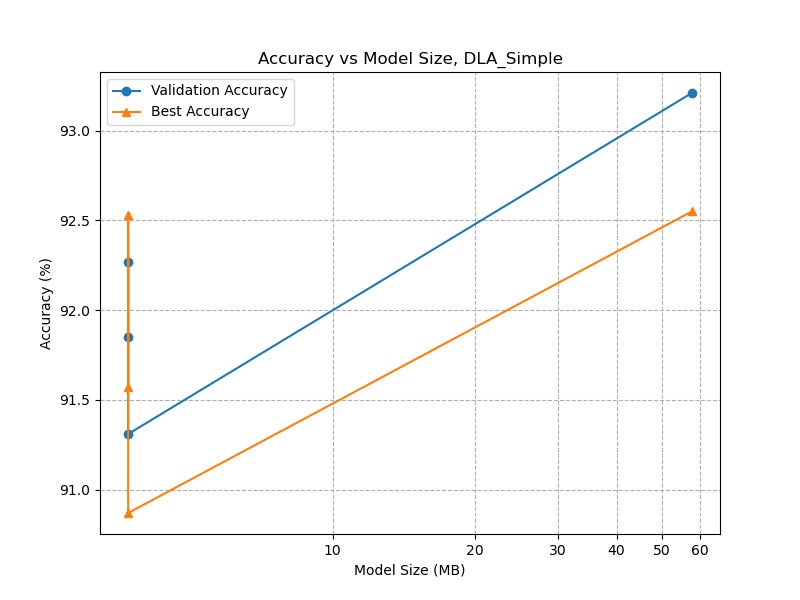 Accuracy vs Model Size, DLA_Simple
Validation Accuracy
Best Accuracy
93.0
92.5
92.0
91.5
91.0
Accuracy (%)
10 20 30 40 50 60
Model Size (MB)